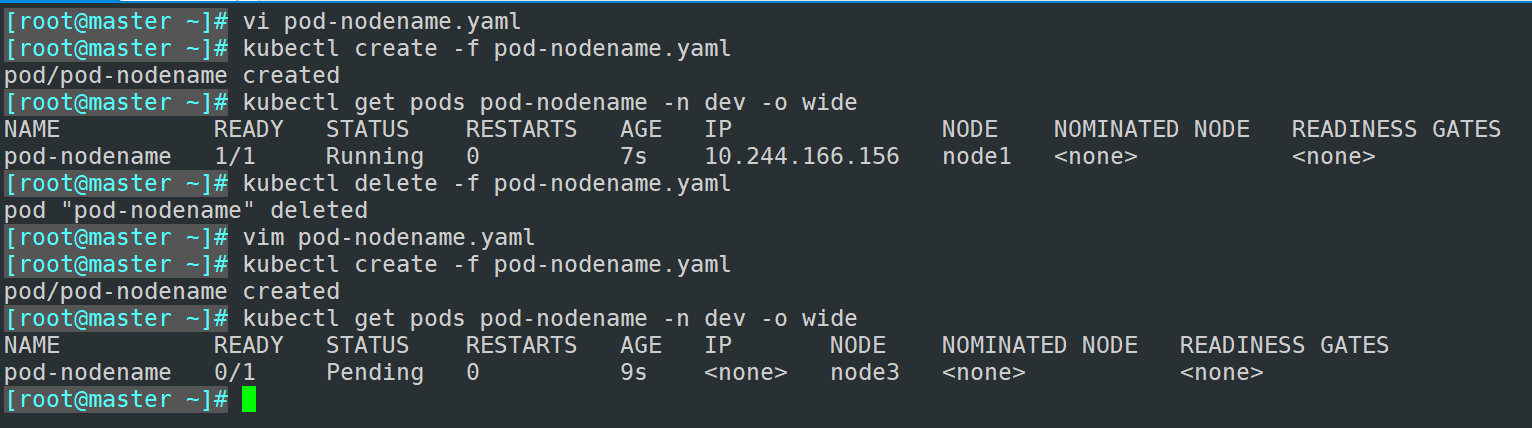 [root@master ~]# vi pod-nodename.yaml
[root@master ~]# kubectl create -f pod-nodename.yaml
pod/pod-nodename created
[root@master ~]# kubectl get pods pod-nodename -n dev -o wide
NAME           READY   STATUS    RESTARTS   AGE   IP               NODE    NOMINATED NODE   READINESS GATES
pod-nodename   1/1     Running   0          7s    10.244.166.156   node1   <none>           <none>
[root@master ~]# kubectl delete -f pod-nodename.yaml
pod "pod-nodename" deleted
[root@master ~]# vim pod-nodename.yaml
[root@master ~]# kubectl create -f pod-nodename.yaml
pod/pod-nodename created
[root@master ~]# kubectl get pods pod-nodename -n dev -o wide
NAME           READY   STATUS    RESTARTS   AGE   IP       NODE    NOMINATED NODE   READINESS GATES
pod-nodename   0/1     Pending   0          9s    <none>   node3   <none>           <none>
[root@master ~]#